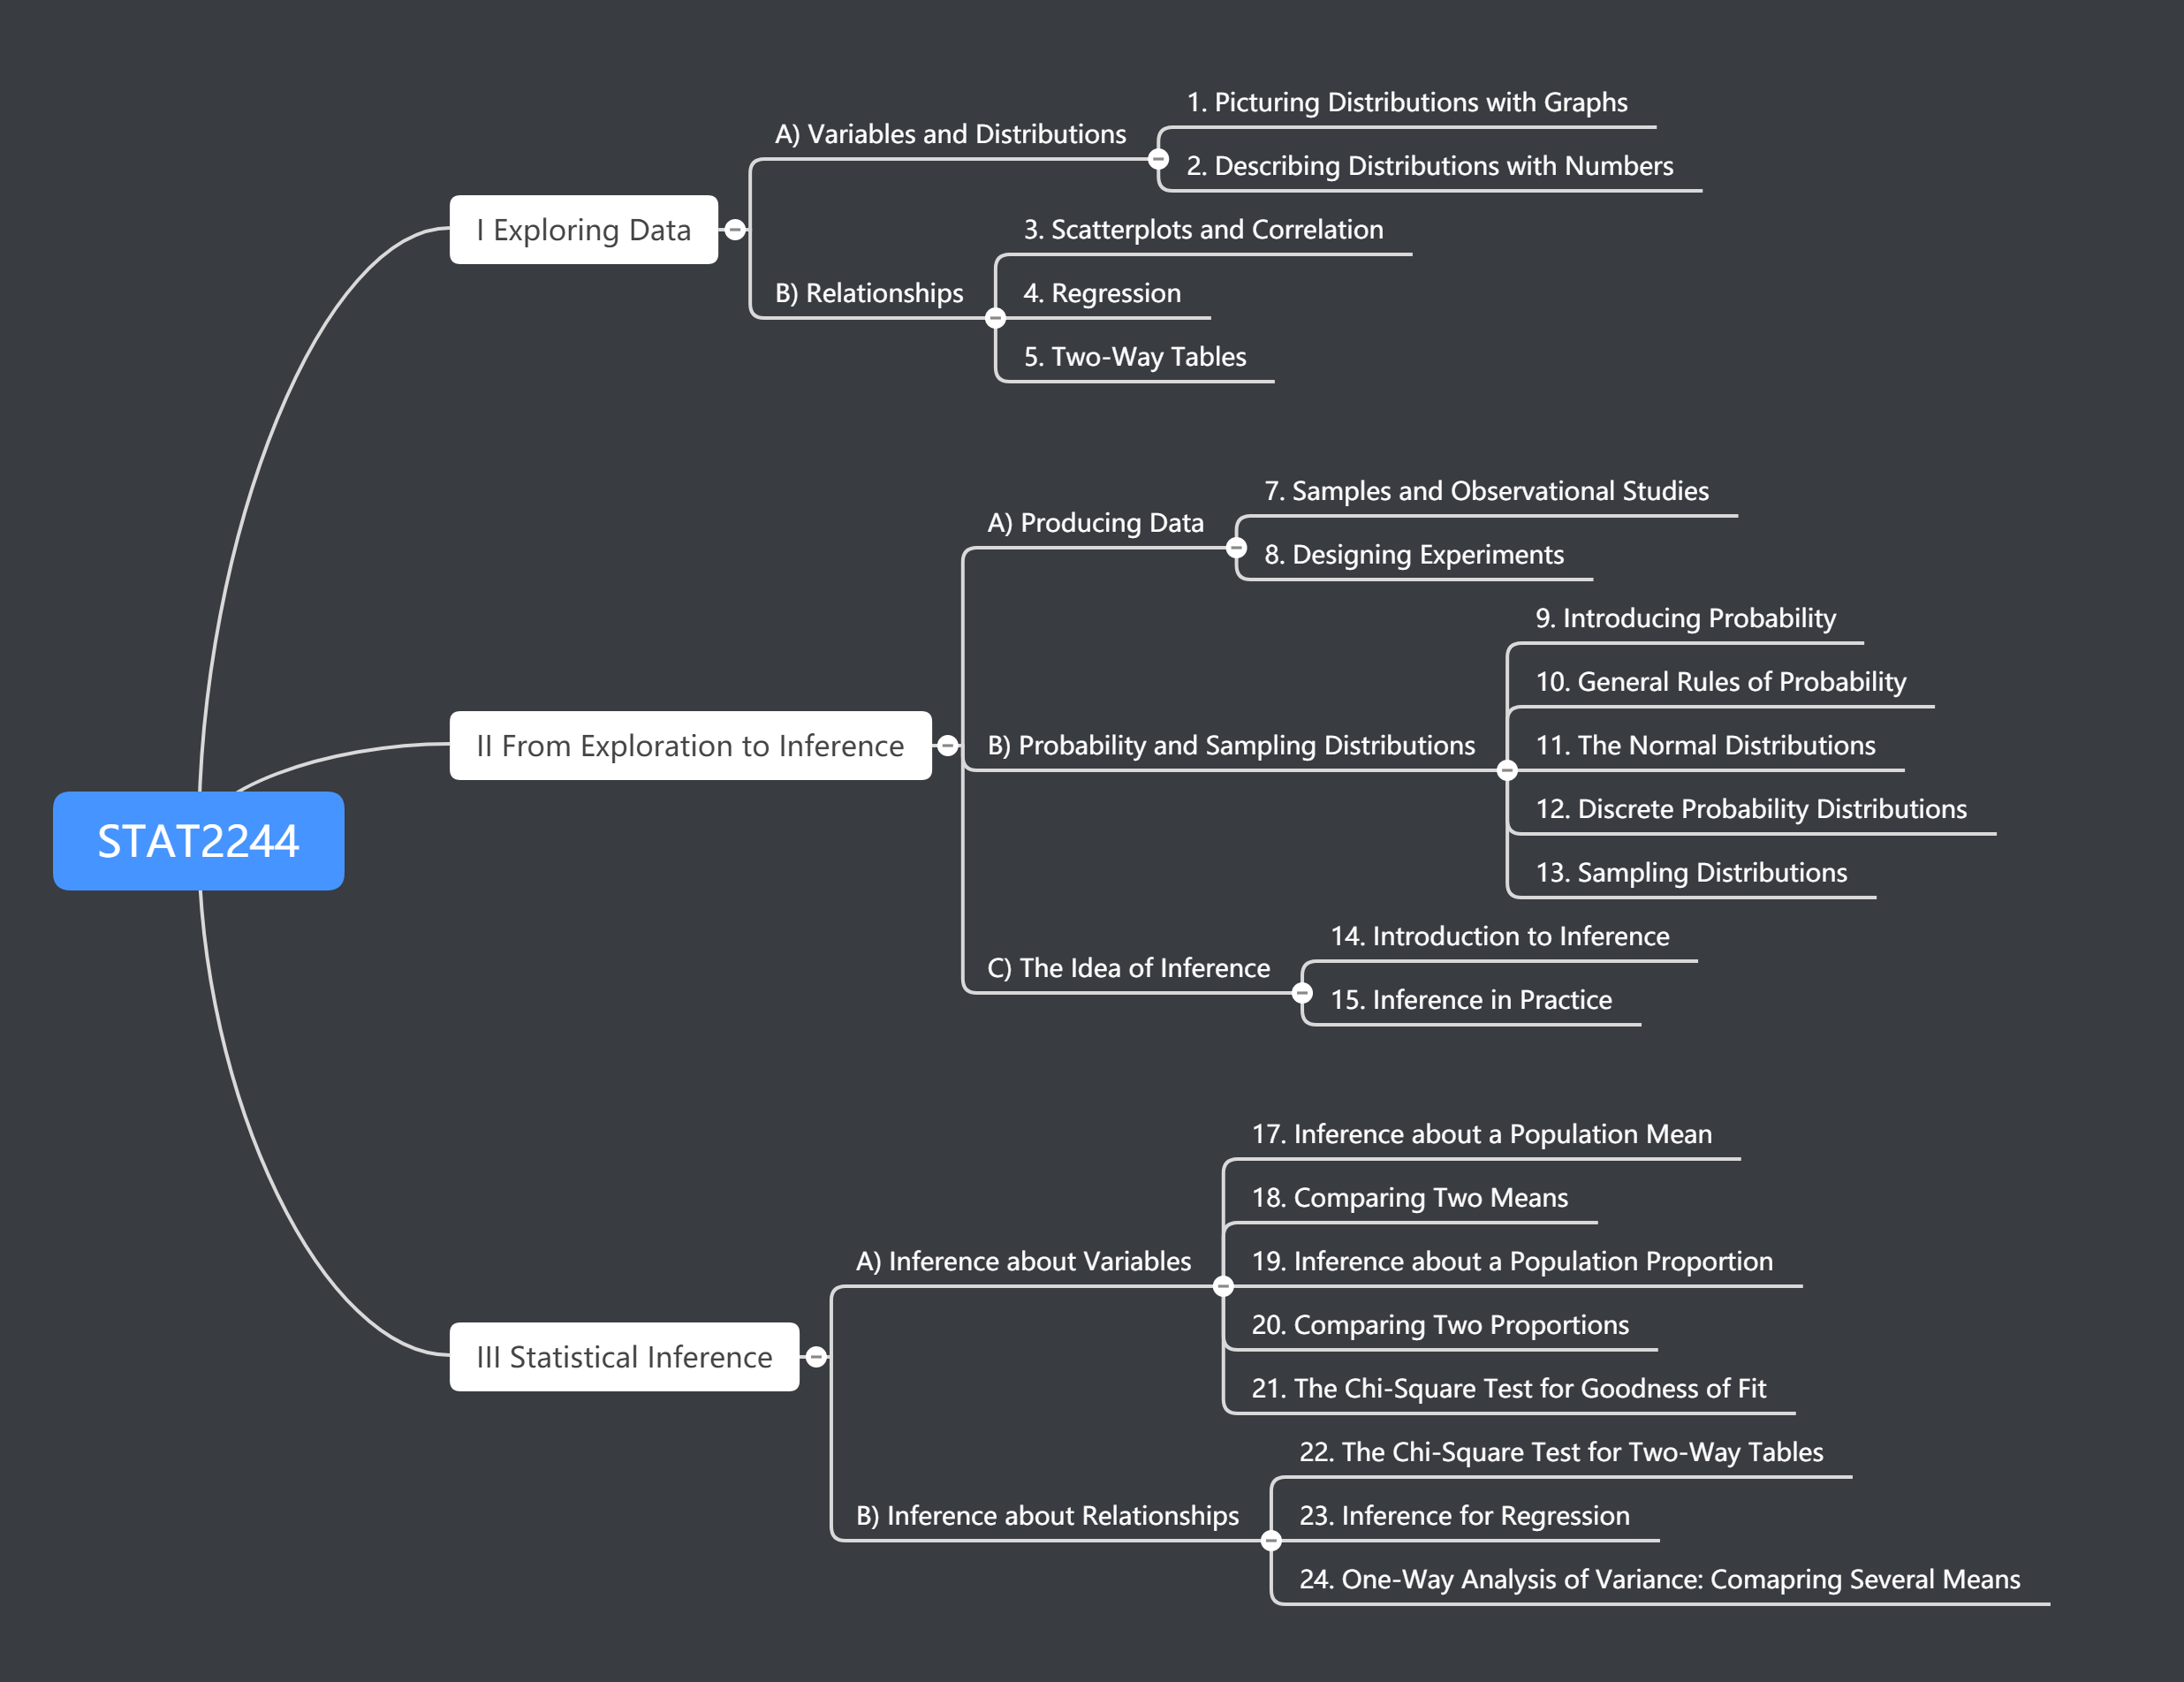 STAT2244
I Exploring Data
A) Variables and Distributions
1. Picturing Distributions with Graphs
2. Describing Distributions with Numbers
B) Relationships
3. Scatterplots and Correlation
4. Regression
5. Two-Way Tables
II From Exploration to Inference
A) Producing Data
7. Samples and Observational Studies
8. Designing Experiments
B) Probability and Sampling Distributions
9. Introducing Probability
10. General Rules of Probability
11. The Normal Distributions
12. Discrete Probability Distributions
13. Sampling Distributions
C) The Idea of Inference
14. Introduction to Inference
15. Inference in Practice
III Statistical Inference
A) Inference about Variables
17. Inference about a Population Mean
18. Comparing Two Means
19. Inference about a Population Proportion
20. Comparing Two Proportions
21. The Chi-Square Test for Goodness of Fit
B) Inference about Relationships
22. The Chi-Square Test for Two-Way Tables
23. Inference for Regression
24. One-Way Analysis of Variance: Comapring Several Means